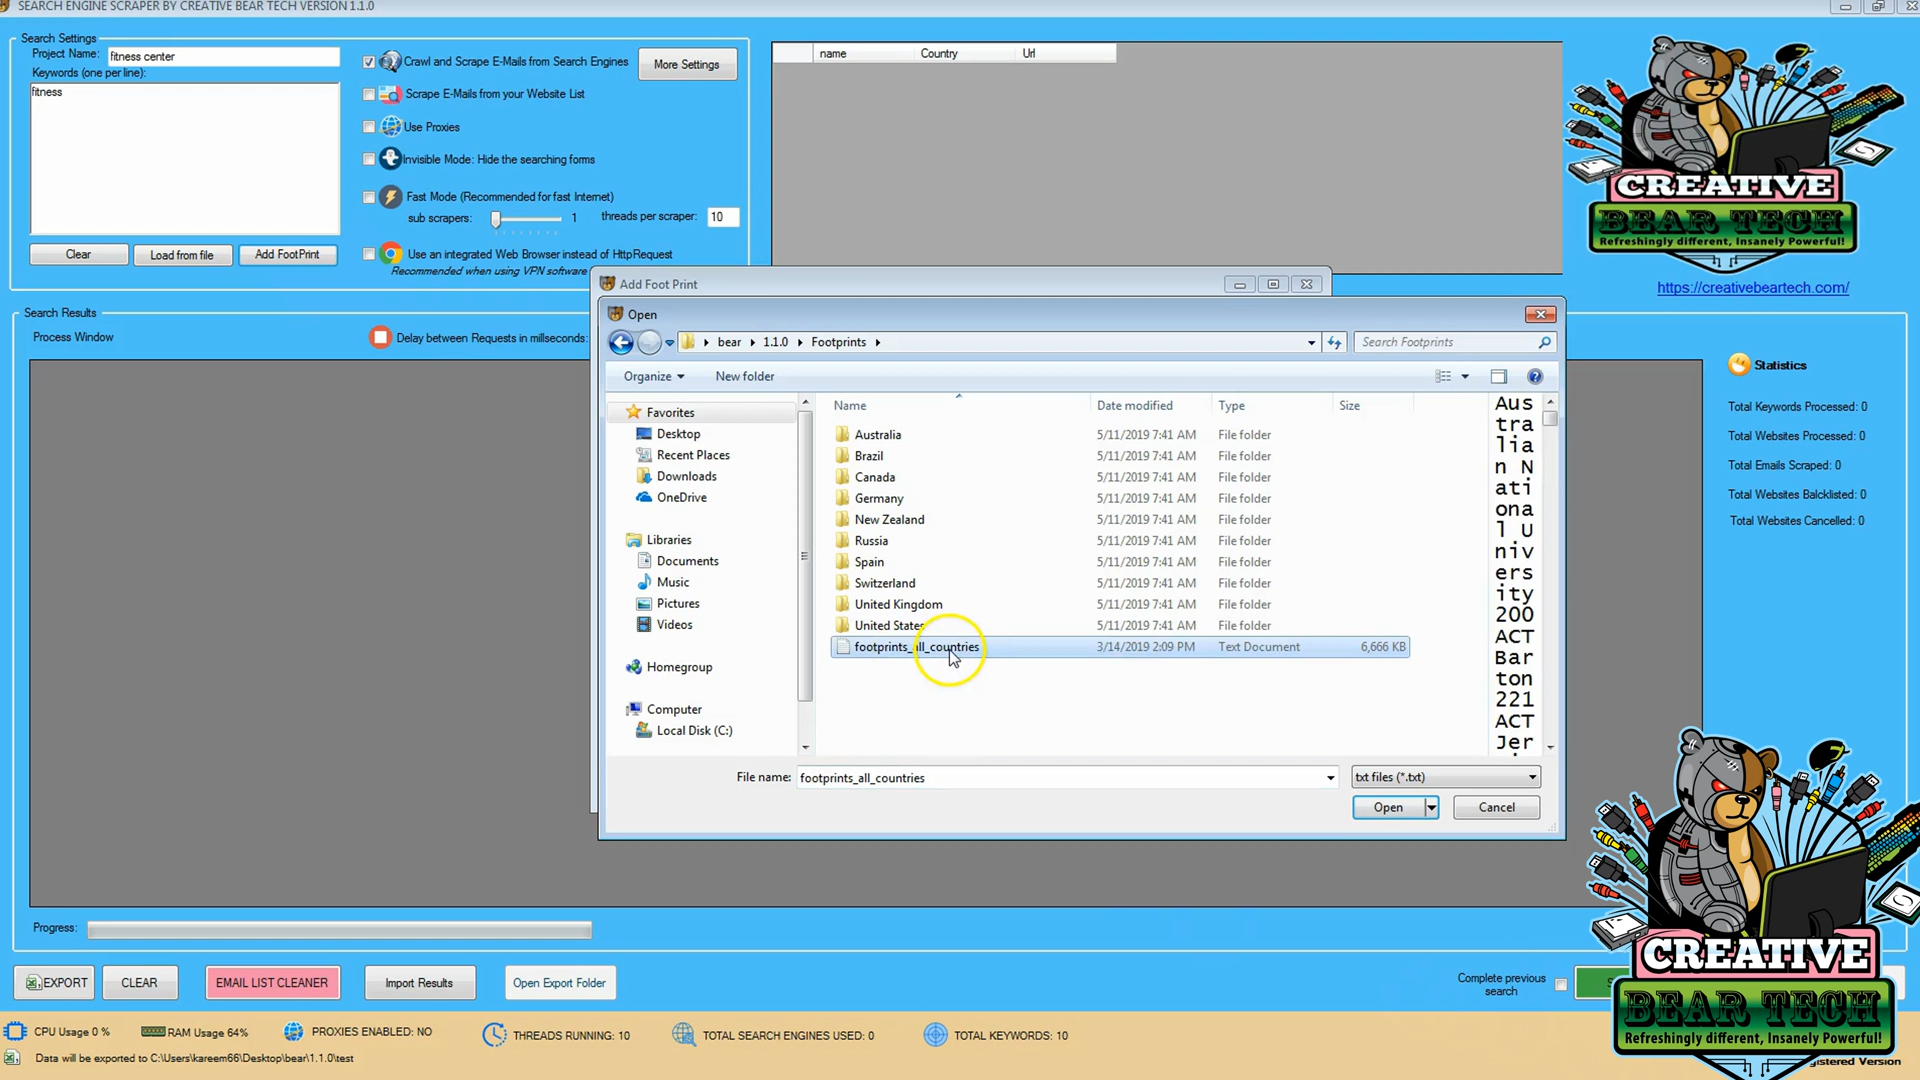 SEARCH ENGINE SCRAPER BY CREATIVE BEAR TECH VERSION 1.1.0
Search Settings
Project Name: fitness center
Keywords (one per line):
fitness
Clear
Load from file
Add FootPrint
Crawl and Scrape E-Mails from Search Engines
More Settings
Scrape E-Mails from your Website List
Use Proxies
Invisible Mode: Hide the searching forms
Fast Mode (Recommended for fast Internet)
sub scrapers: 1 threads per scraper: 10
Use an integrated Web Browser instead of HttpRequest
Recommended when using VPN software
name Country Url
CREATIVE
BEAR TECH
Refreshingly different, Insanely Powerful!
https://creativebeartech.com/
Search Results
Process Window
Delay between Requests in millseconds:
Add Foot Print
Open
bear 1.1.0 Footprints
Search Footprints
Organize New folder
Favorites
Desktop
Recent Places
Downloads
OneDrive
Libraries
Documents
Music
Pictures
Videos
Homegroup
Computer
Local Disk (C:)
Name Date modified Type Size
Australia 5/11/2019 7:41 AM File folder
Brazil 5/11/2019 7:41 AM File folder
Canada 5/11/2019 7:41 AM File folder
Germany 5/11/2019 7:41 AM File folder
New Zealand 5/11/2019 7:41 AM File folder
Russia 5/11/2019 7:41 AM File folder
Spain 5/11/2019 7:41 AM File folder
Switzerland 5/11/2019 7:41 AM File folder
United Kingdom 5/11/2019 7:41 AM File folder
United States 5/11/2019 7:41 AM File folder
footprints_all_countries 3/14/2019 2:09 PM Text Document 6,666 KB
Aus
tra
lia
n N
ati
ona
l U
niv
ers
ity
200
ACT
Bar
ton
221
ACT
Jer
File name: footprints_all_countries
txt files (*.txt)
Open
Cancel
Statistics
Total Keywords Processed: 0
Total Websites Processed: 0
Total Emails Scraped: 0
Total Websites Balcklisted: 0
Total Websites Cancelled: 0
Progress:
EXPORT
CLEAR
EMAIL LIST CLEANER
Import Results
Open Export Folder
Complete previous
search
CREATIVE
BEAR TECH
Refreshingly different, Insanely Powerful!
CPU Usage 0 %
RAM Usage 64%
PROXIES ENABLED: NO
THREADS RUNNING: 10
TOTAL SEARCH ENGINES USED: 0
TOTAL KEYWORDS: 10
Data will be exported to C:\Users\kareem66\Desktop\bear\1.1.0\test
Version